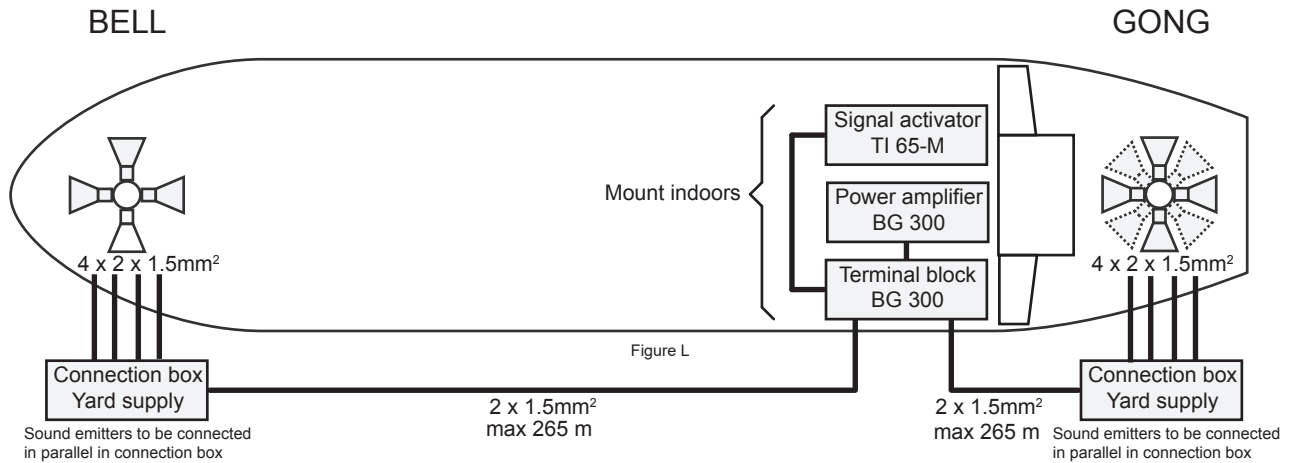 BELL
GONG
Signal activator
TI 65-M
Mount indoors
Power amplifier
BG 300
Terminal block
BG 300
4 x 2 x 1.5mm²
4 x 2 x 1.5mm²
Figure L
Connection box
Yard supply
Connection box
Yard supply
2 x 1.5mm²
max 265 m
2 x 1.5mm²
max 265 m
Sound emitters to be connected
in parallel in connection box
Sound emitters to be connected
in parallel in connection box